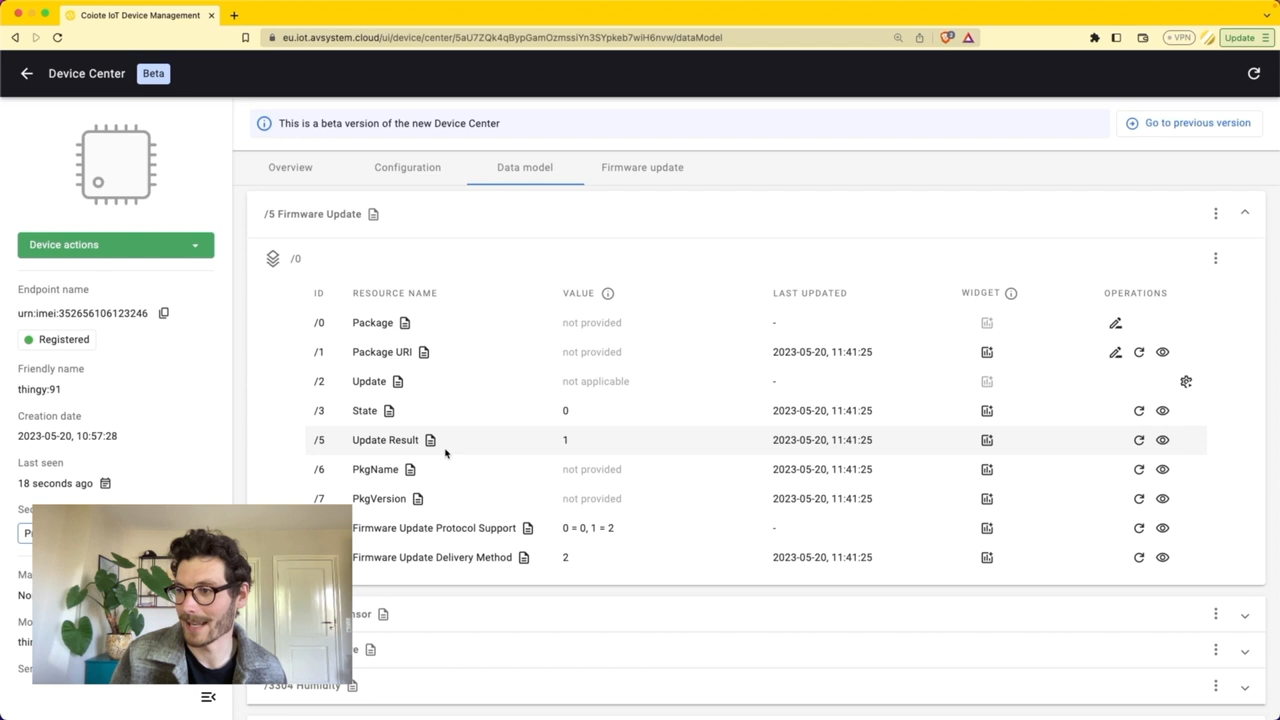 Coiote IoT Device Management
eu.iot.avsystem.cloud/ui/device/center/5aU7ZQk4qBypGamOzmssiYn3SYpkeb7wiH6nvw/dataModel
VPN
Update
Device Center
Beta
This is a beta version of the new Device Center
Go to previous version
Overview Configuration Data model Firmware update
Device actions
Endpoint name
urn:imei:352656106123246
Registered
Friendly name
thingy:91
Creation date
2023-05-20, 10:57:28
Last seen
18 seconds ago
/5 Firmware Update
/0
ID RESOURCE NAME VALUE LAST UPDATED WIDGET OPERATIONS
/0 Package not provided -
/1 Package URI not provided 2023-05-20, 11:41:25
/2 Update not applicable -
/3 State 0 2023-05-20, 11:41:25
/5 Update Result 1 2023-05-20, 11:41:25
/6 PkgName not provided 2023-05-20, 11:41:25
/7 PkgVersion not provided 2023-05-20, 11:41:25
Firmware Update Protocol Support 0 = 0, 1 = 2 -
Firmware Update Delivery Method 2 2023-05-20, 11:41:25
/3304 Humidity